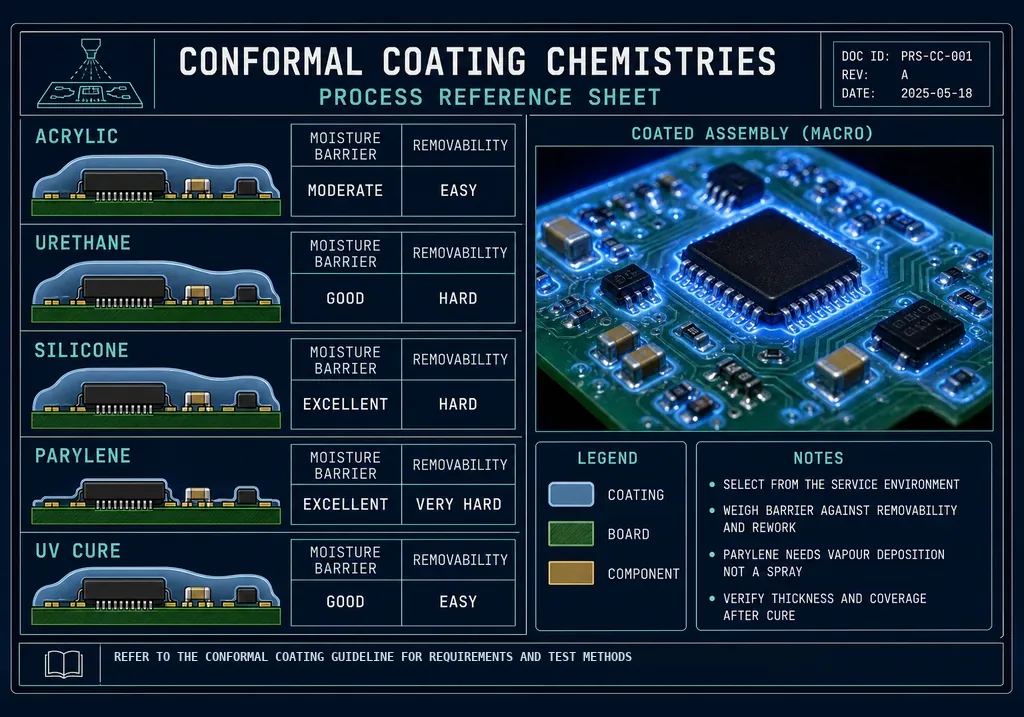 CONFORMAL COATING CHEMISTRIES
PROCESS REFERENCE SHEET
DOC ID: PRS-CC-001
REV: A
DATE: 2025-05-18
ACRYLIC
MOISTURE BARRIER
REMOVABILITY
MODERATE
EASY
URETHANE
MOISTURE BARRIER
REMOVABILITY
GOOD
HARD
SILICONE
MOISTURE BARRIER
REMOVABILITY
EXCELLENT
HARD
PARYLENE
MOISTURE BARRIER
REMOVABILITY
EXCELLENT
VERY HARD
UV CURE
MOISTURE BARRIER
REMOVABILITY
GOOD
EASY
COATED ASSEMBLY (MACRO)
LEGEND
COATING
BOARD
COMPONENT
NOTES
• SELECT FROM THE SERVICE ENVIRONMENT
• WEIGH BARRIER AGAINST REMOVABILITY
AND REWORK
• PARYLENE NEEDS VAPOUR DEPOSITION
NOT A SPRAY
• VERIFY THICKNESS AND COVERAGE
AFTER CURE
REFER TO THE CONFORMAL COATING GUIDELINE FOR REQUIREMENTS AND TEST METHODS